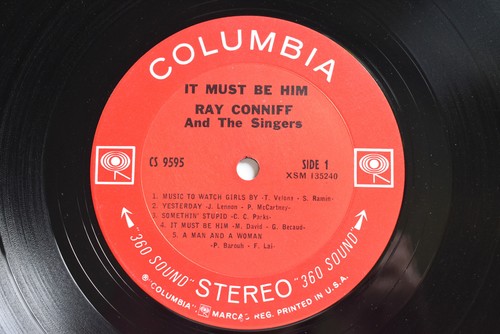 COLUMBIA
IT MUST BE HIM
RAY CONNIFF
And The Singers
CS 9595
SIDE 1
XSM 135240
1. MUSIC TO WATCH GIRLS BY -T. Velona - S. Ramin-
2. YESTERDAY -J. Lennon - P. McCartney-
3. SOMETHIN' STUPID -C. C. Parks-
4. IT MUST BE HIM -M. David - G. Becaud-
5. A MAN AND A WOMAN
-P. Barouh - F. Lai-
"360 SOUND" STEREO "360 SOUND"
® "COLUMBIA" MARCAS REG. PRINTED IN U.S.A.